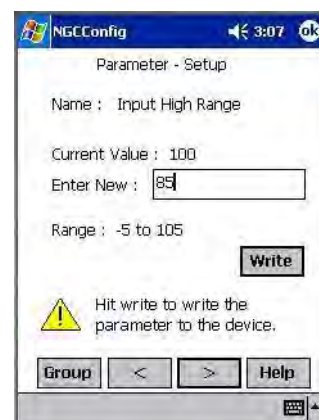 NGCConfig 3:07 ok
Parameter - Setup
Name : Input High Range
Current Value : 100
Enter New : 85
Range : -5 to 105
Write
Hit write to write the
parameter to the device.
Group < > Help